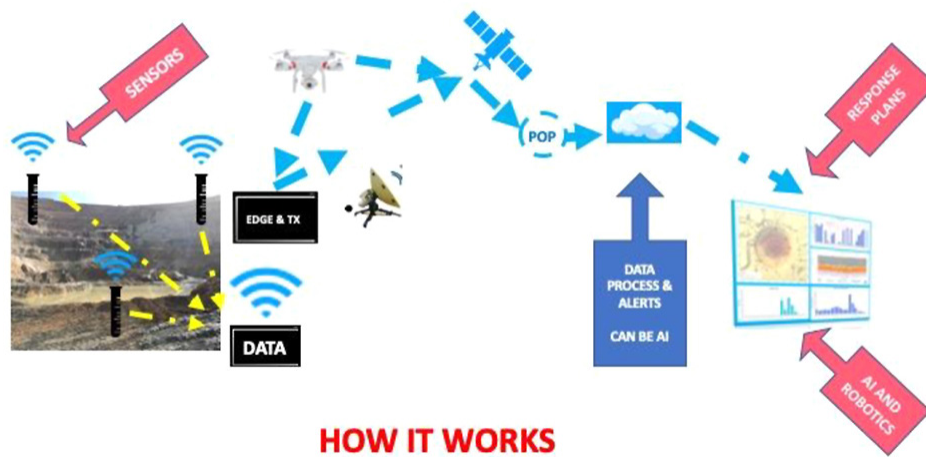 SENSORS
POP
RESPONSE
PLANS
EDGE & TX
DATA
PROCESS &
ALERTS
CAN BE AI
DATA
AI AND
ROBOTICS
HOW IT WORKS